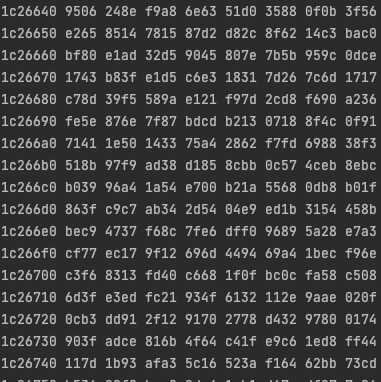 1c26640 9506 248e f9a8 6e63 51d0 3588 0f0b 3f56
1c26650 e265 8514 7815 87d2 d82c 8f62 14c3 bac0
1c26660 bf80 e1ad 32d5 9045 807e 7b5b 959c 0dce
1c26670 1743 b83f e1d5 c6e3 1831 7d26 7c6d 1717
1c26680 c78d 39f5 589a e121 f97d 2cd8 f690 a236
1c26690 fe5e 876e 7f87 bdcd b213 0718 8f4c 0f91
1c266a0 7141 1e50 1433 75a4 2862 f7fd 6988 38f3
1c266b0 518b 97f9 ad38 d185 8cbb 0c57 4ceb 8ebc
1c266c0 b039 96a4 1a54 e700 b21a 5568 0db8 b01f
1c266d0 863f c9c7 ab34 2d54 04e9 ed1b 3154 458b
1c266e0 bec9 4737 f68c 7fe6 dff0 9689 5a28 e7a3
1c266f0 cf77 ec17 9f12 696d 4494 69a4 1bec f96e
1c26700 c3f6 8313 fd40 c668 1f0f bc0c fa58 c508
1c26710 6d3f e3ed fc21 934f 6132 112e 9aae 020f
1c26720 0cb3 dd91 2f12 9170 2778 d432 9780 0174
1c26730 903f adce 816b 4f64 c41f e9c6 1ed8 ff44
1c26740 117d 1b93 afa3 5c16 523a f164 62bb 73cd